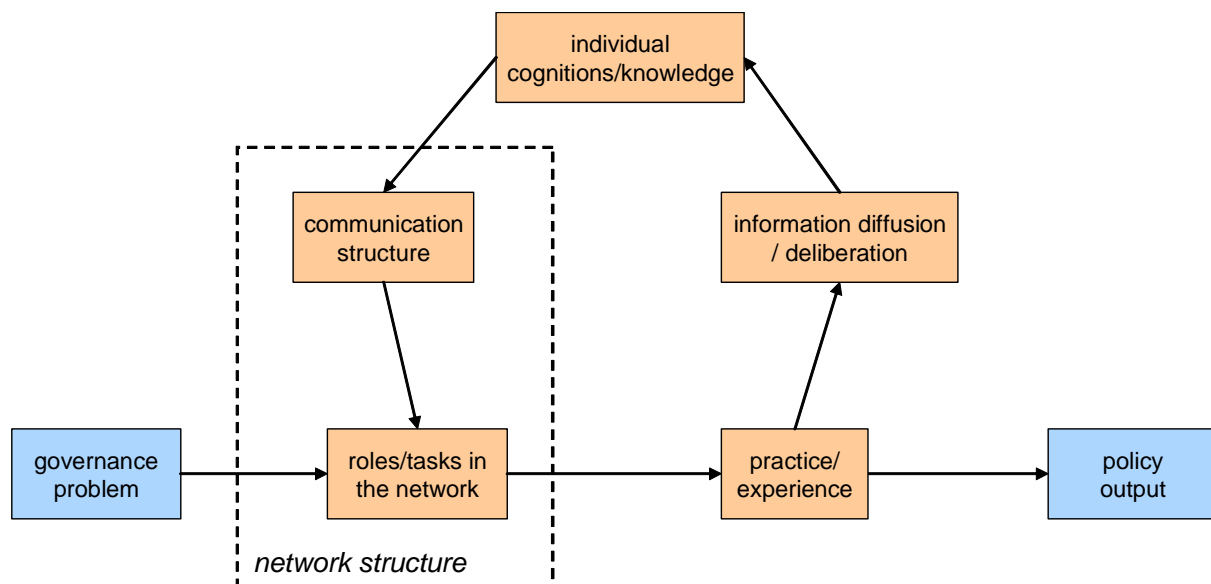 individual
cognitions/knowledge
communication
structure
information diffusion
/ deliberation
governance
problem
roles/tasks in
the network
practice/
experience
policy
output
network structure